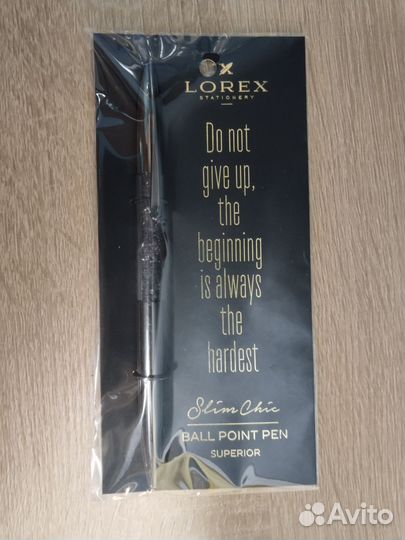 LOREX
STATIONERY
Do not
give up,
the
beginning
is always
the
hardest
Slim Chic
BALL POINT PEN
SUPERIOR
Avito